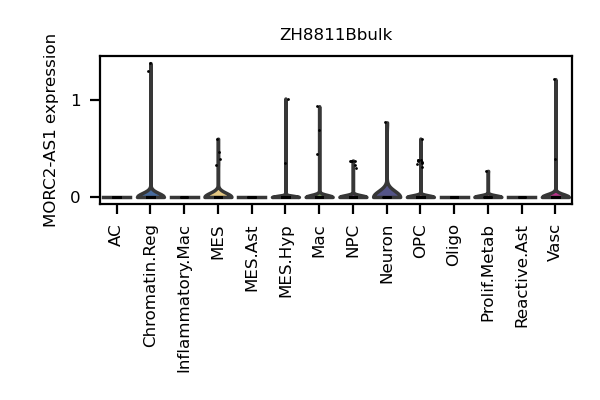 ZH8811Bbulk
MORC2-AS1 expression
1
0
AC
Chromatin.Reg
Inflammatory.Mac
MES
MES.Ast
MES.Hyp
Mac
NPC
Neuron
OPC
Oligo
Prolif.Metab
Reactive.Ast
Vasc